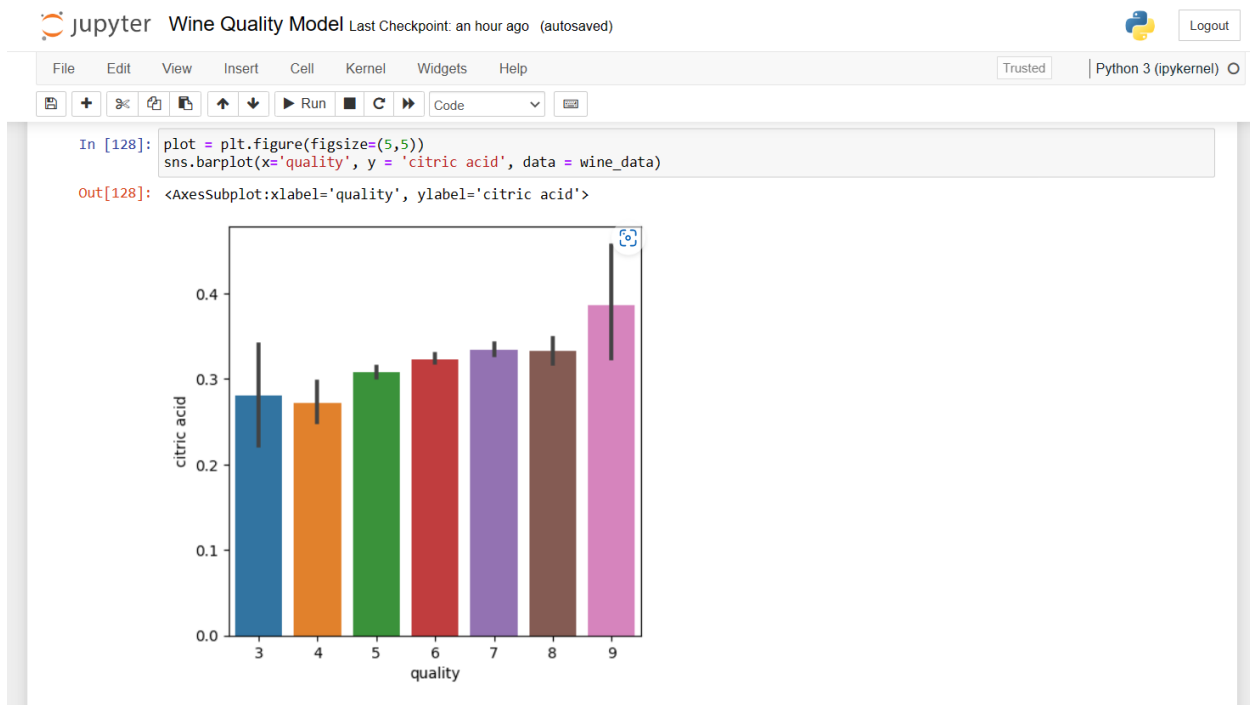 jupyter Wine Quality Model Last Checkpoint: an hour ago (autosaved) Logout
File Edit View Insert Cell Kernel Widgets Help Trusted Python 3 (ipykernel)
Run Code
In [128]: plot = plt.figure(figsize=(5,5))
sns.barplot(x='quality', y = 'citric acid', data = wine_data)
Out[128]: <AxesSubplot:xlabel='quality', ylabel='citric acid'>
0.4
0.3
citric acid
0.2
0.1
0.0
3 4 5 6 7 8 9
quality